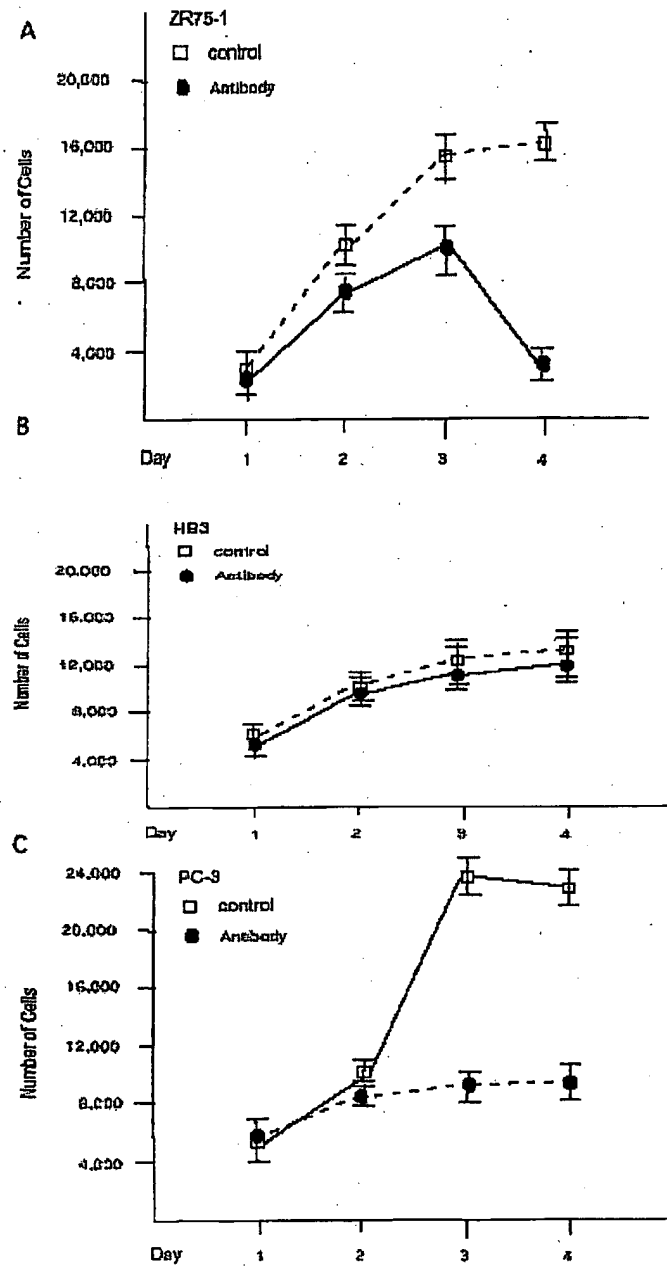 A
ZR75-1
control
Antibody
20,000
16,000
12,000
8,000
4,000
Number of Cells
Day 1 2 3 4
B
HB3
control
Antibody
20.000
16.000
12,000
8,000
4,000
Number of Cells
Day 1 2 3 4
C
PC-3
control
Antibody
24.000
20,000
16.000
12,000
8,000
4,000
Number of Cells
Day 1 2 3 4